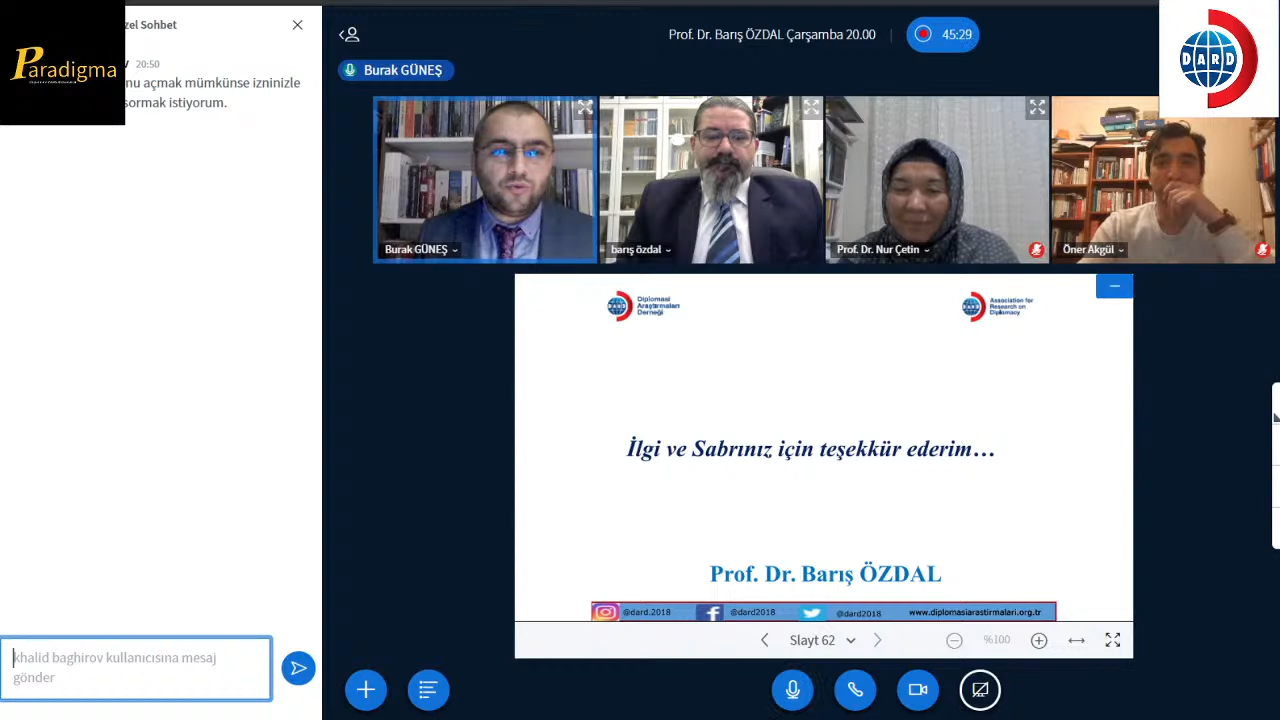 Paradigma
zel Sohbet
20:50
nu açmak mümkünse izninizle
sormak istiyorum.
khalid baghirov kullanıcısına mesaj
gönder
Prof. Dr. Barış ÖZDAL Çarşamba 20.00
45:29
Burak GÜNEŞ
DARD
Burak GÜNEŞ
barış özdal
Prof. Dr. Nur Çetin
Öner Akgül
DARD
Diplomasi
Araştırmaları
Derneği
DARD
Association for
Research on
Diplomacy
İlgi ve Sabrınız için teşekkür ederim…
Prof. Dr. Barış ÖZDAL
@dard.2018
@dard2018
@dard2018
www.diplomasiarastirmalari.org.tr
Slayt 62
%100